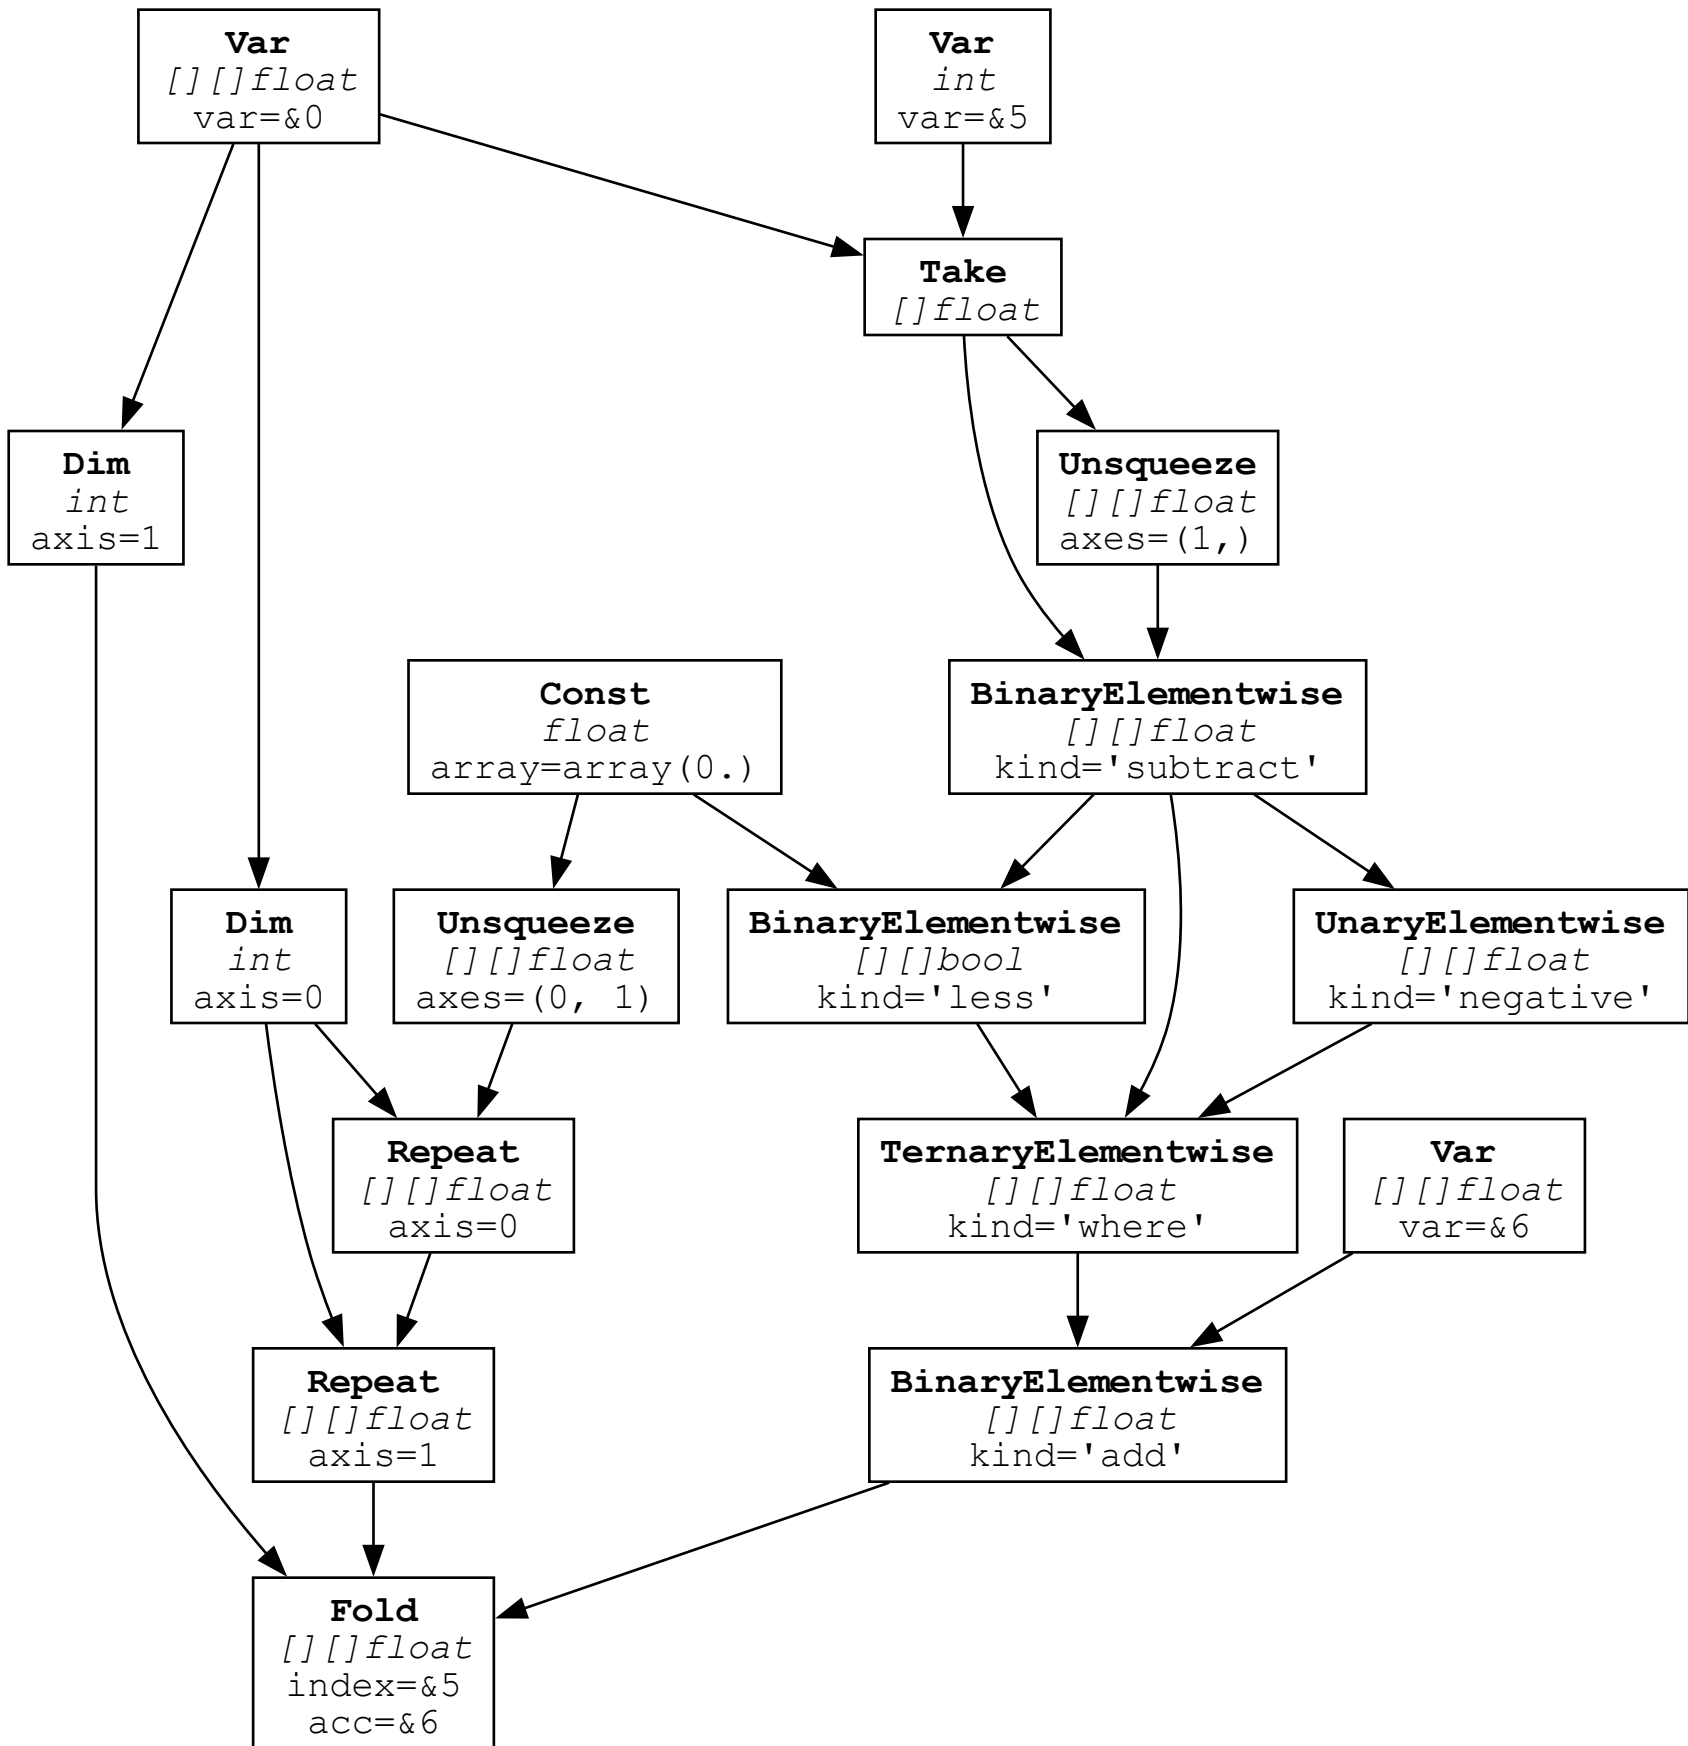 Var
[][]float
var=&0
Var
int
var=&5
Take
[]float
Dim
int
axis=1
Unsqueeze
[][]float
axes=(1,)
Const
float
array=array(0.)
BinaryElementwise
[][]float
kind='subtract'
Dim
int
axis=0
Unsqueeze
[][]float
axes=(0, 1)
BinaryElementwise
[][]bool
kind='less'
UnaryElementwise
[][]float
kind='negative'
Repeat
[][]float
axis=0
TernaryElementwise
[][]float
kind='where'
Var
[][]float
var=&6
Repeat
[][]float
axis=1
BinaryElementwise
[][]float
kind='add'
Fold
[][]float
index=&5
acc=&6